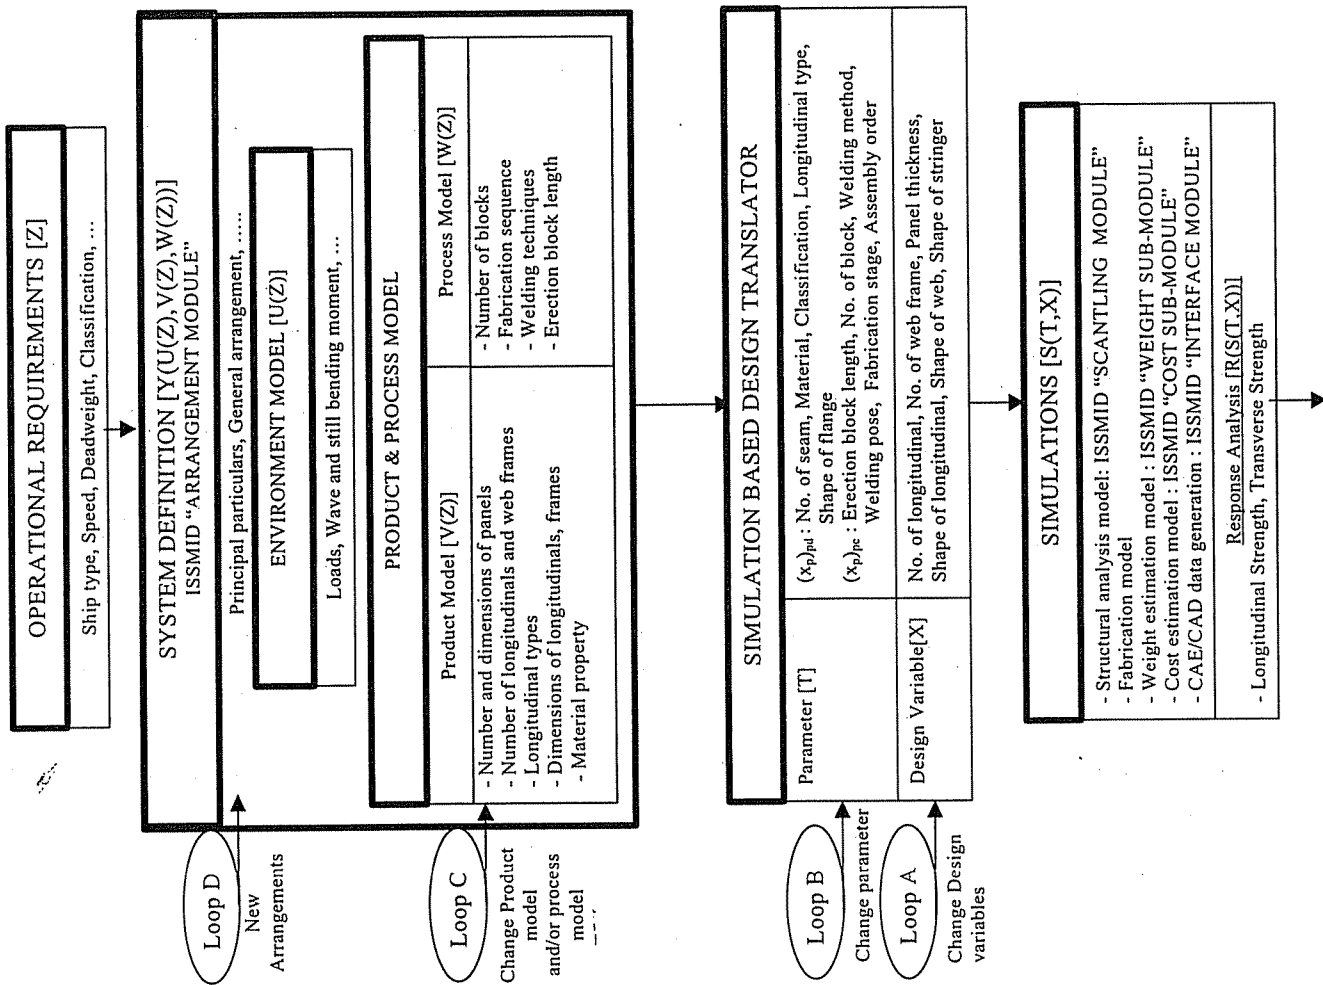 OPERATIONAL REQUIREMENTS [Z]
Ship type, Speed, Deadweight, Classification, ...
SYSTEM DEFINITION [Y(U(Z),V(Z),W(Z))]
ISSMID “ARRANGEMENT MODULE”
Principal particulars, General arrangement, .....
ENVIRONMENT MODEL [U(Z)]
Loads, Wave and still bending moment, ...
PRODUCT & PROCESS MODEL
Product Model [V(Z)]
- Number and dimensions of panels
- Number of longitudinals and web frames
- Longitudinal types
- Dimensions of longitudinals, frames
- Material property
Process Model [W(Z)]
- Number of blocks
- Fabrication sequence
- Welding techniques
- Erection block length
Loop D
New
Arrangements
Loop C
Change Product
model
and/or process
model
SIMULATION BASED DESIGN TRANSLATOR
Parameter [T]
(xp)pd : No. of seam, Material, Classification, Longitudinal type,
Shape of flange
(xp)pc : Erection block length, No. of block, Welding method,
Welding pose, Fabrication stage, Assembly order
Design Variable[X]
No. of longitudinal, No. of web frame, Panel thickness,
Shape of longitudinal, Shape of web, Shape of stringer
Loop B
Change parameter
Loop A
Change Design
variables
SIMULATIONS [S(T,X)]
- Structural analysis model: ISSMID “SCANTLING MODULE”
- Fabrication model
- Weight estimation model : ISSMID “WEIGHT SUB-MODULE”
- Cost estimation model : ISSMID “COST SUB-MODULE”
- CAE/CAD data generation : ISSMID “INTERFACE MODULE”
Response Analysis [R(S(T,X))]
- Longitudinal Strength, Transverse Strength